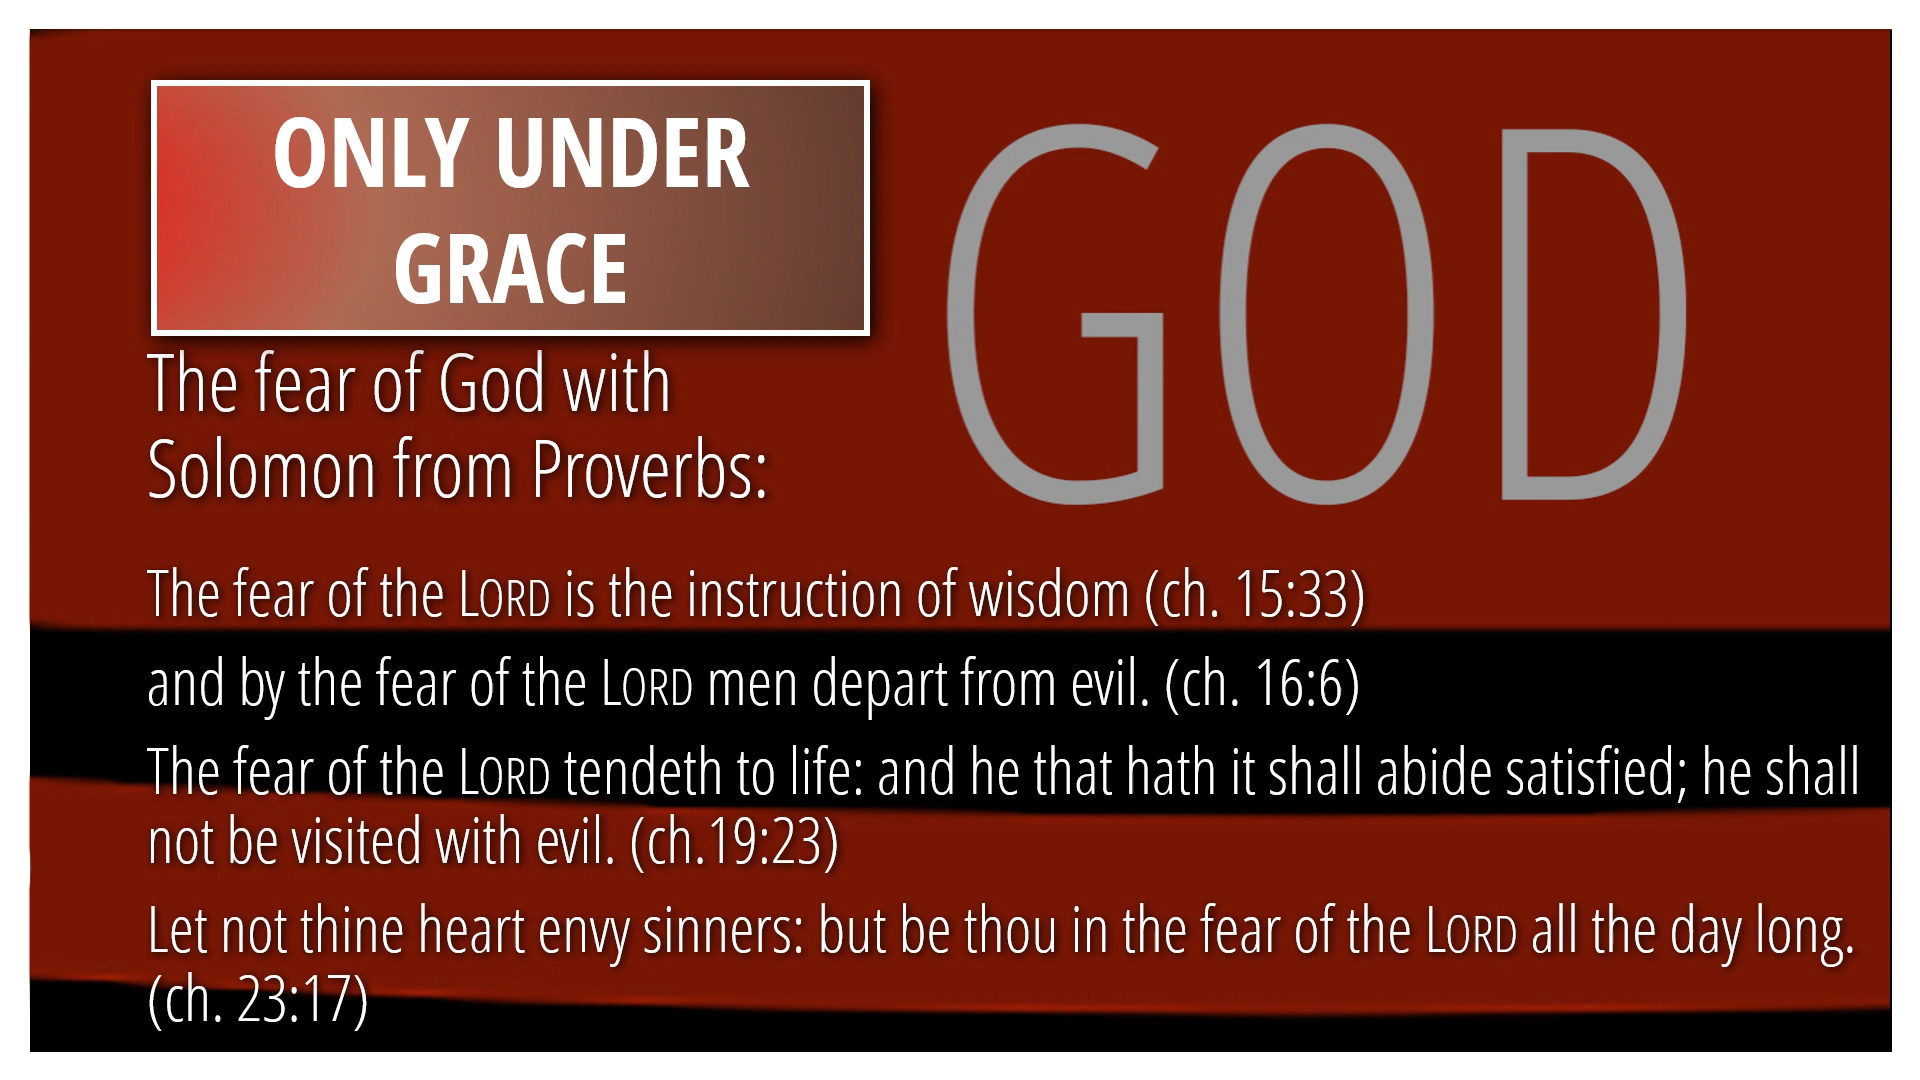 ONLY UNDER
GRACE
GOD
The fear of God with
Solomon from Proverbs:
The fear of the LORD is the instruction of wisdom (ch. 15:33)
and by the fear of the LORD men depart from evil. (ch. 16:6)
The fear of the LORD tendeth to life: and he that hath it shall abide satisfied; he shall
not be visited with evil. (ch.19:23)
Let not thine heart envy sinners: but be thou in the fear of the LORD all the day long.
(ch. 23:17)